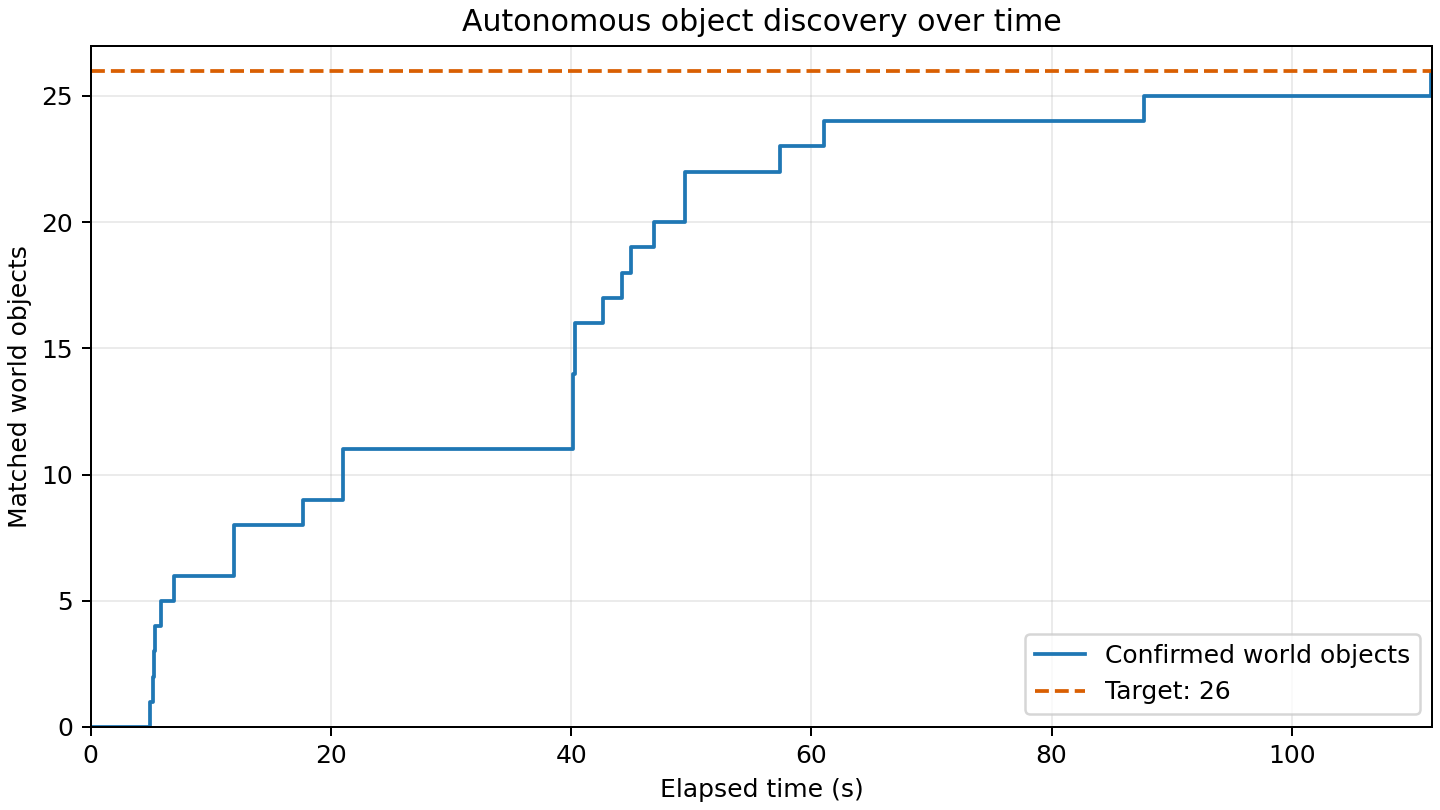 Autonomous object discovery over time
Matched world objects
25
20
15
10
5
0
0 20 40 60 80 100
Elapsed time (s)
Confirmed world objects
Target: 26